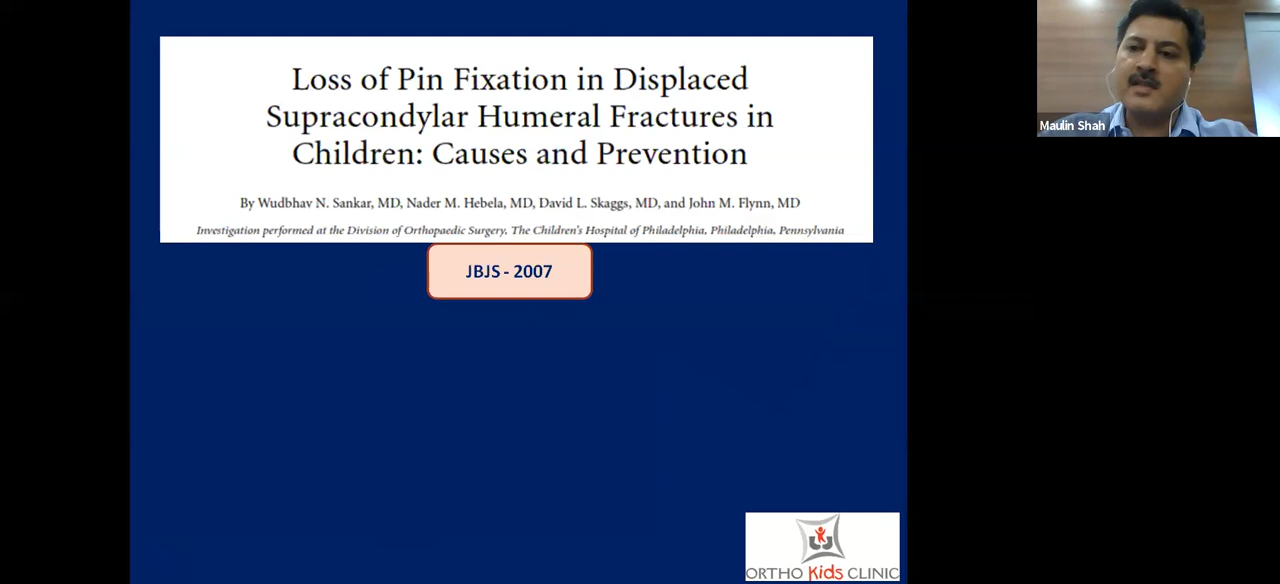 Loss of Pin Fixation in Displaced
Supracondylar Humeral Fractures in
Children: Causes and Prevention
By Wudbhav N. Sankar, MD, Nader M. Hebela, MD, David L. Skaggs, MD, and John M. Flynn, MD
Investigation performed at the Division of Orthopaedic Surgery, The Children's Hospital of Philadelphia, Philadelphia, Pennsylvania
JBJS - 2007
Maulin Shah
ORTHO Kids CLINIC